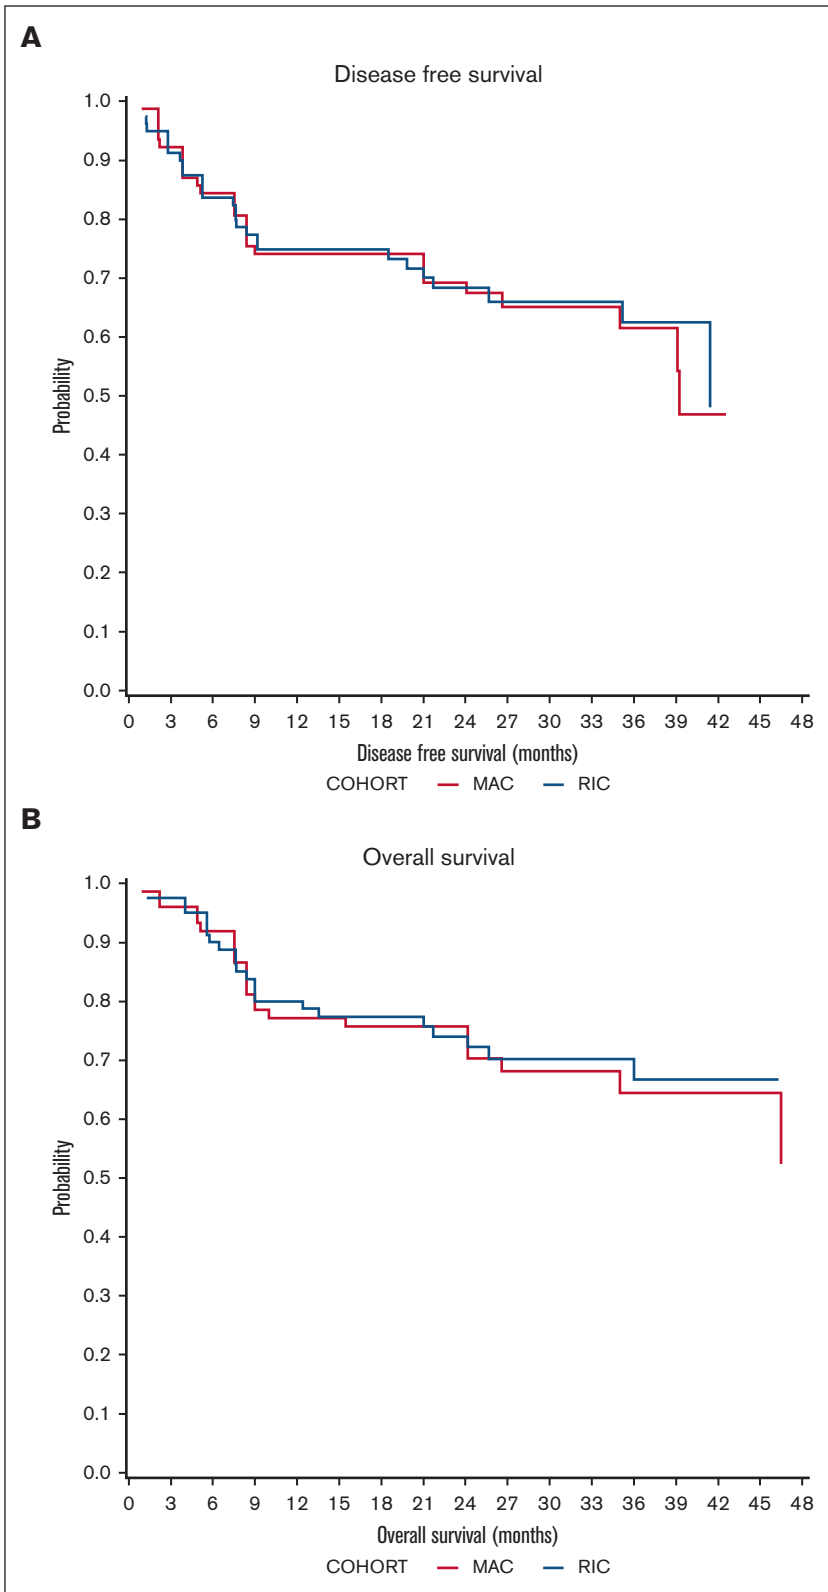 A
Disease free survival
1.0
0.9
0.8
0.7
0.6
0.5
0.4
0.3
0.2
0.1
0.0
Probability
0 3 6 9 12 15 18 21 24 27 30 33 36 39 42 45 48
Disease free survival (months)
COHORT MAC RIC
B
Overall survival
1.0
0.9
0.8
0.7
0.6
0.5
0.4
0.3
0.2
0.1
0.0
Probability
0 3 6 9 12 15 18 21 24 27 30 33 36 39 42 45 48
Overall survival (months)
COHORT MAC RIC